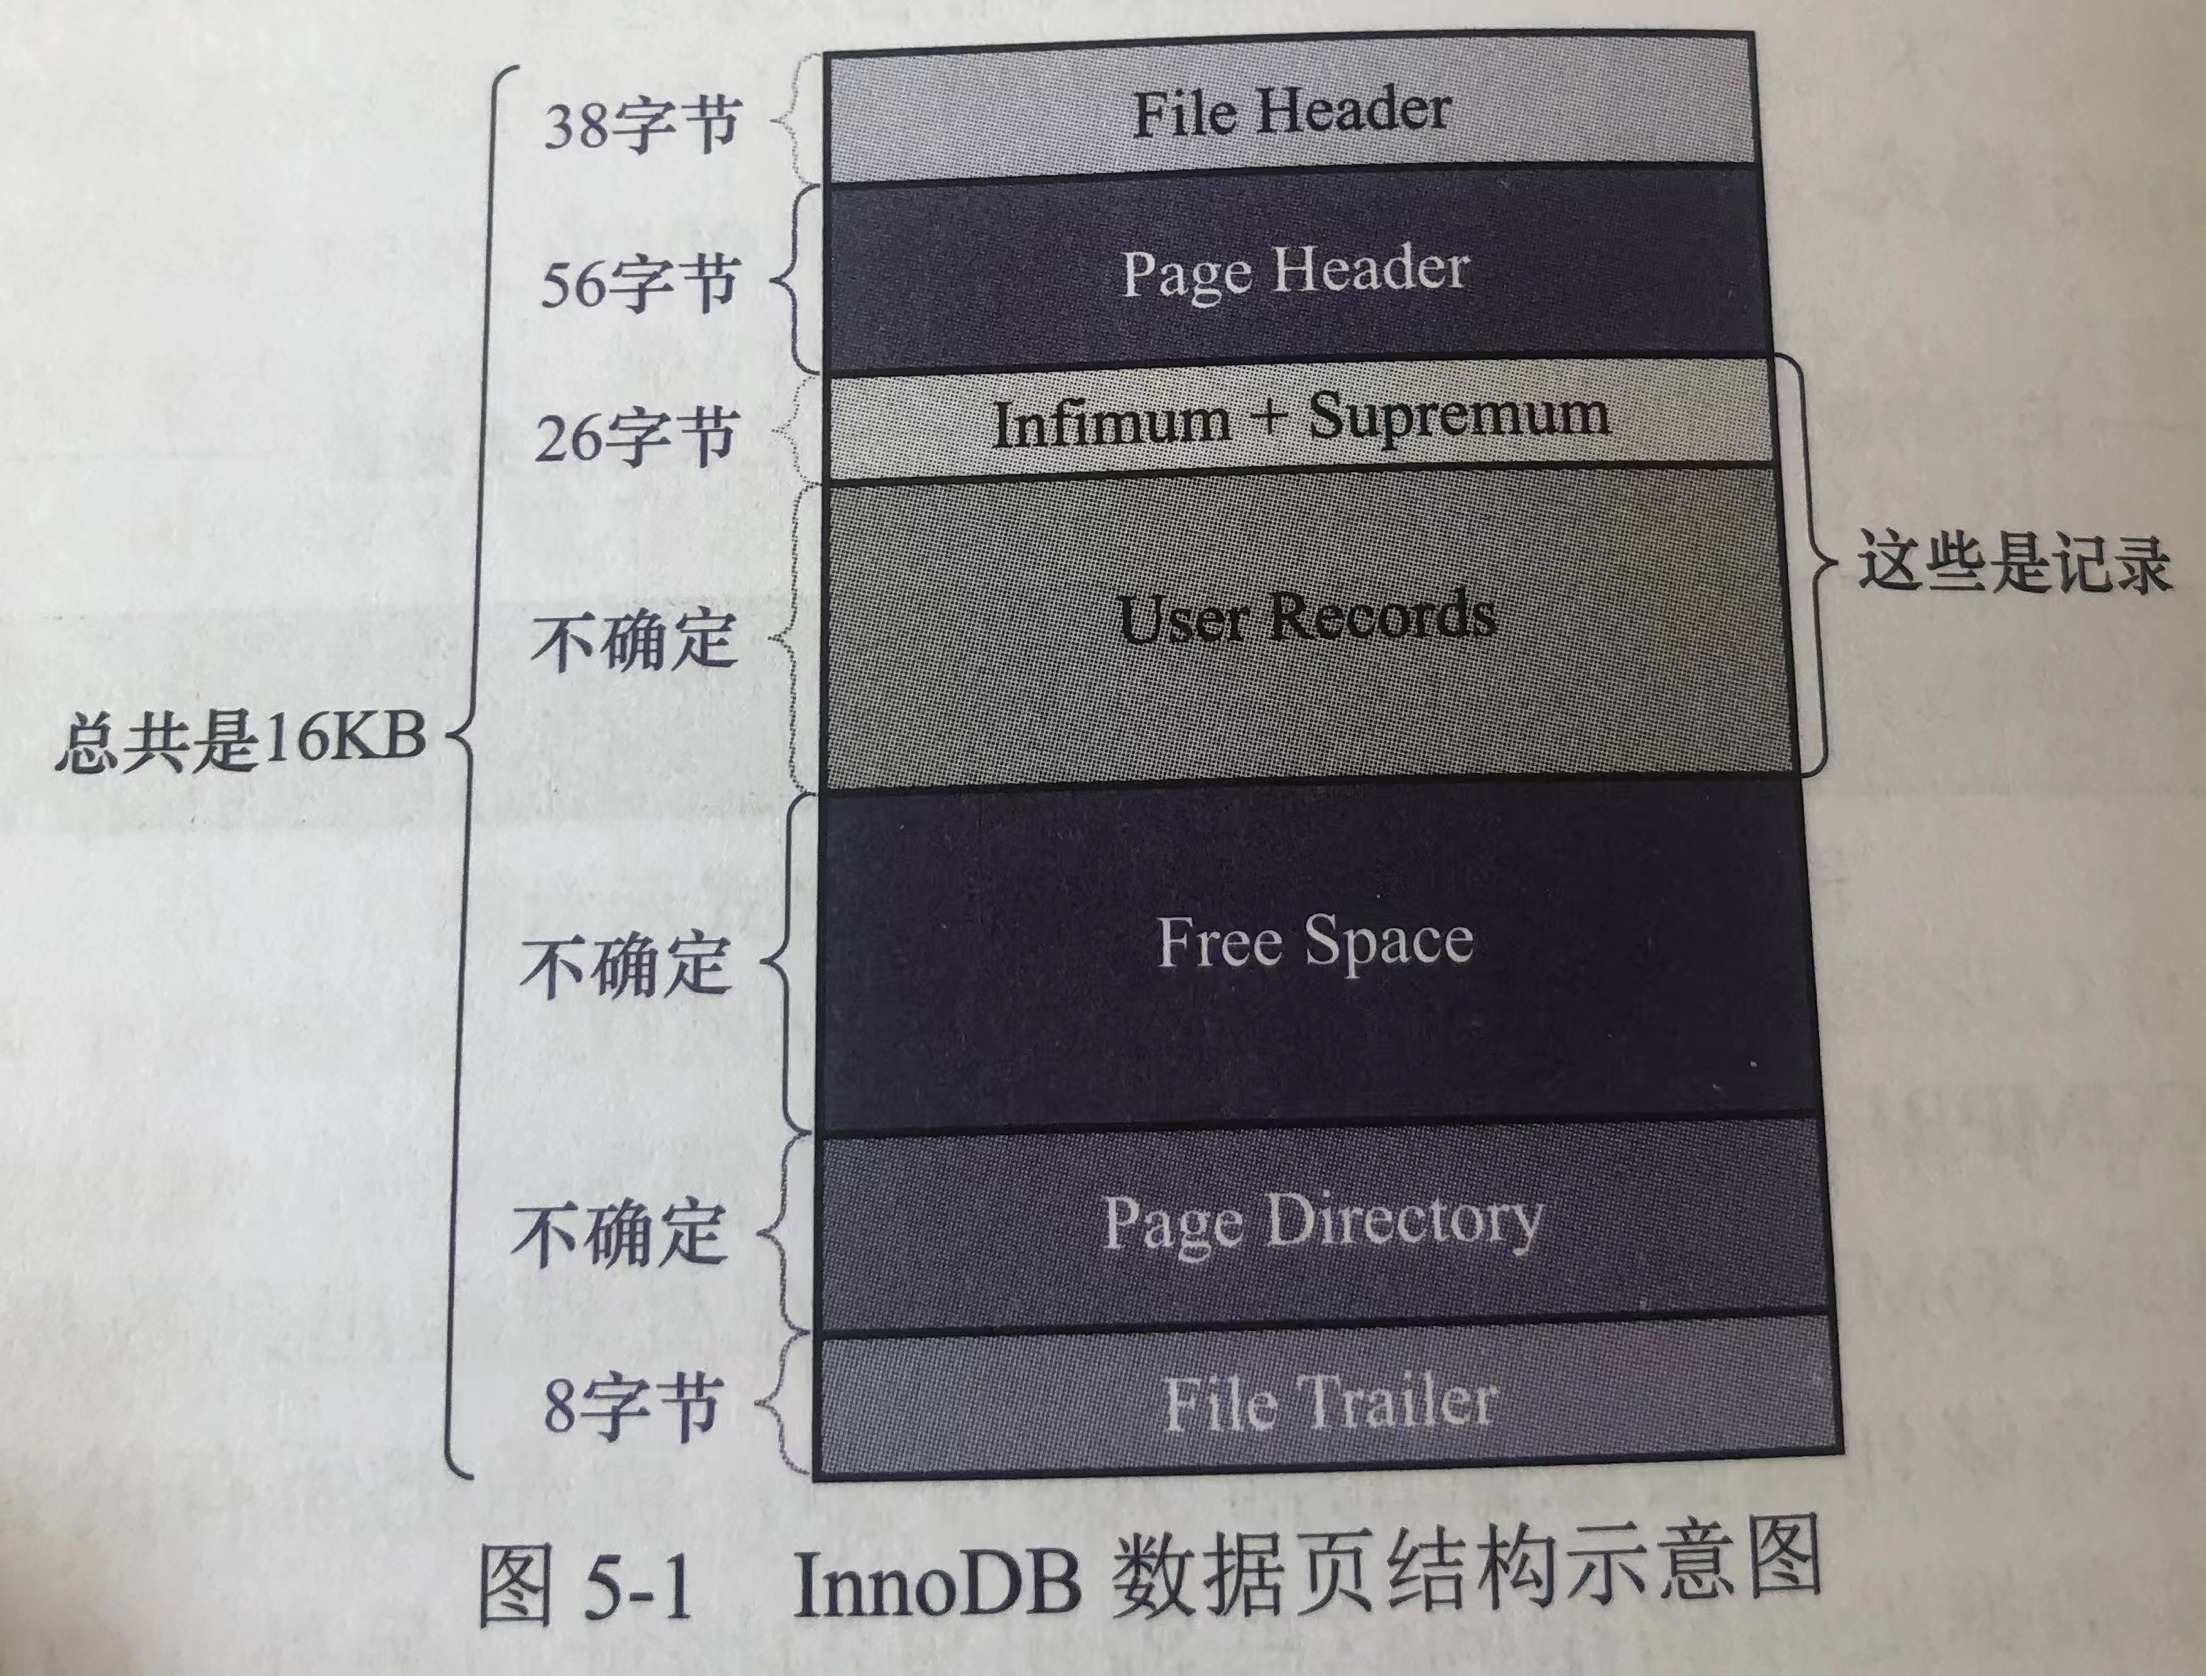 38字节
File Header
56字节
Page Header
26字节
Infimum + Supremum
不确定
User Records
这些是记录
总共是16KB
不确定
Free Space
不确定
Page Directory
8字节
File Trailer
图 5-1 InnoDB 数据页结构示意图